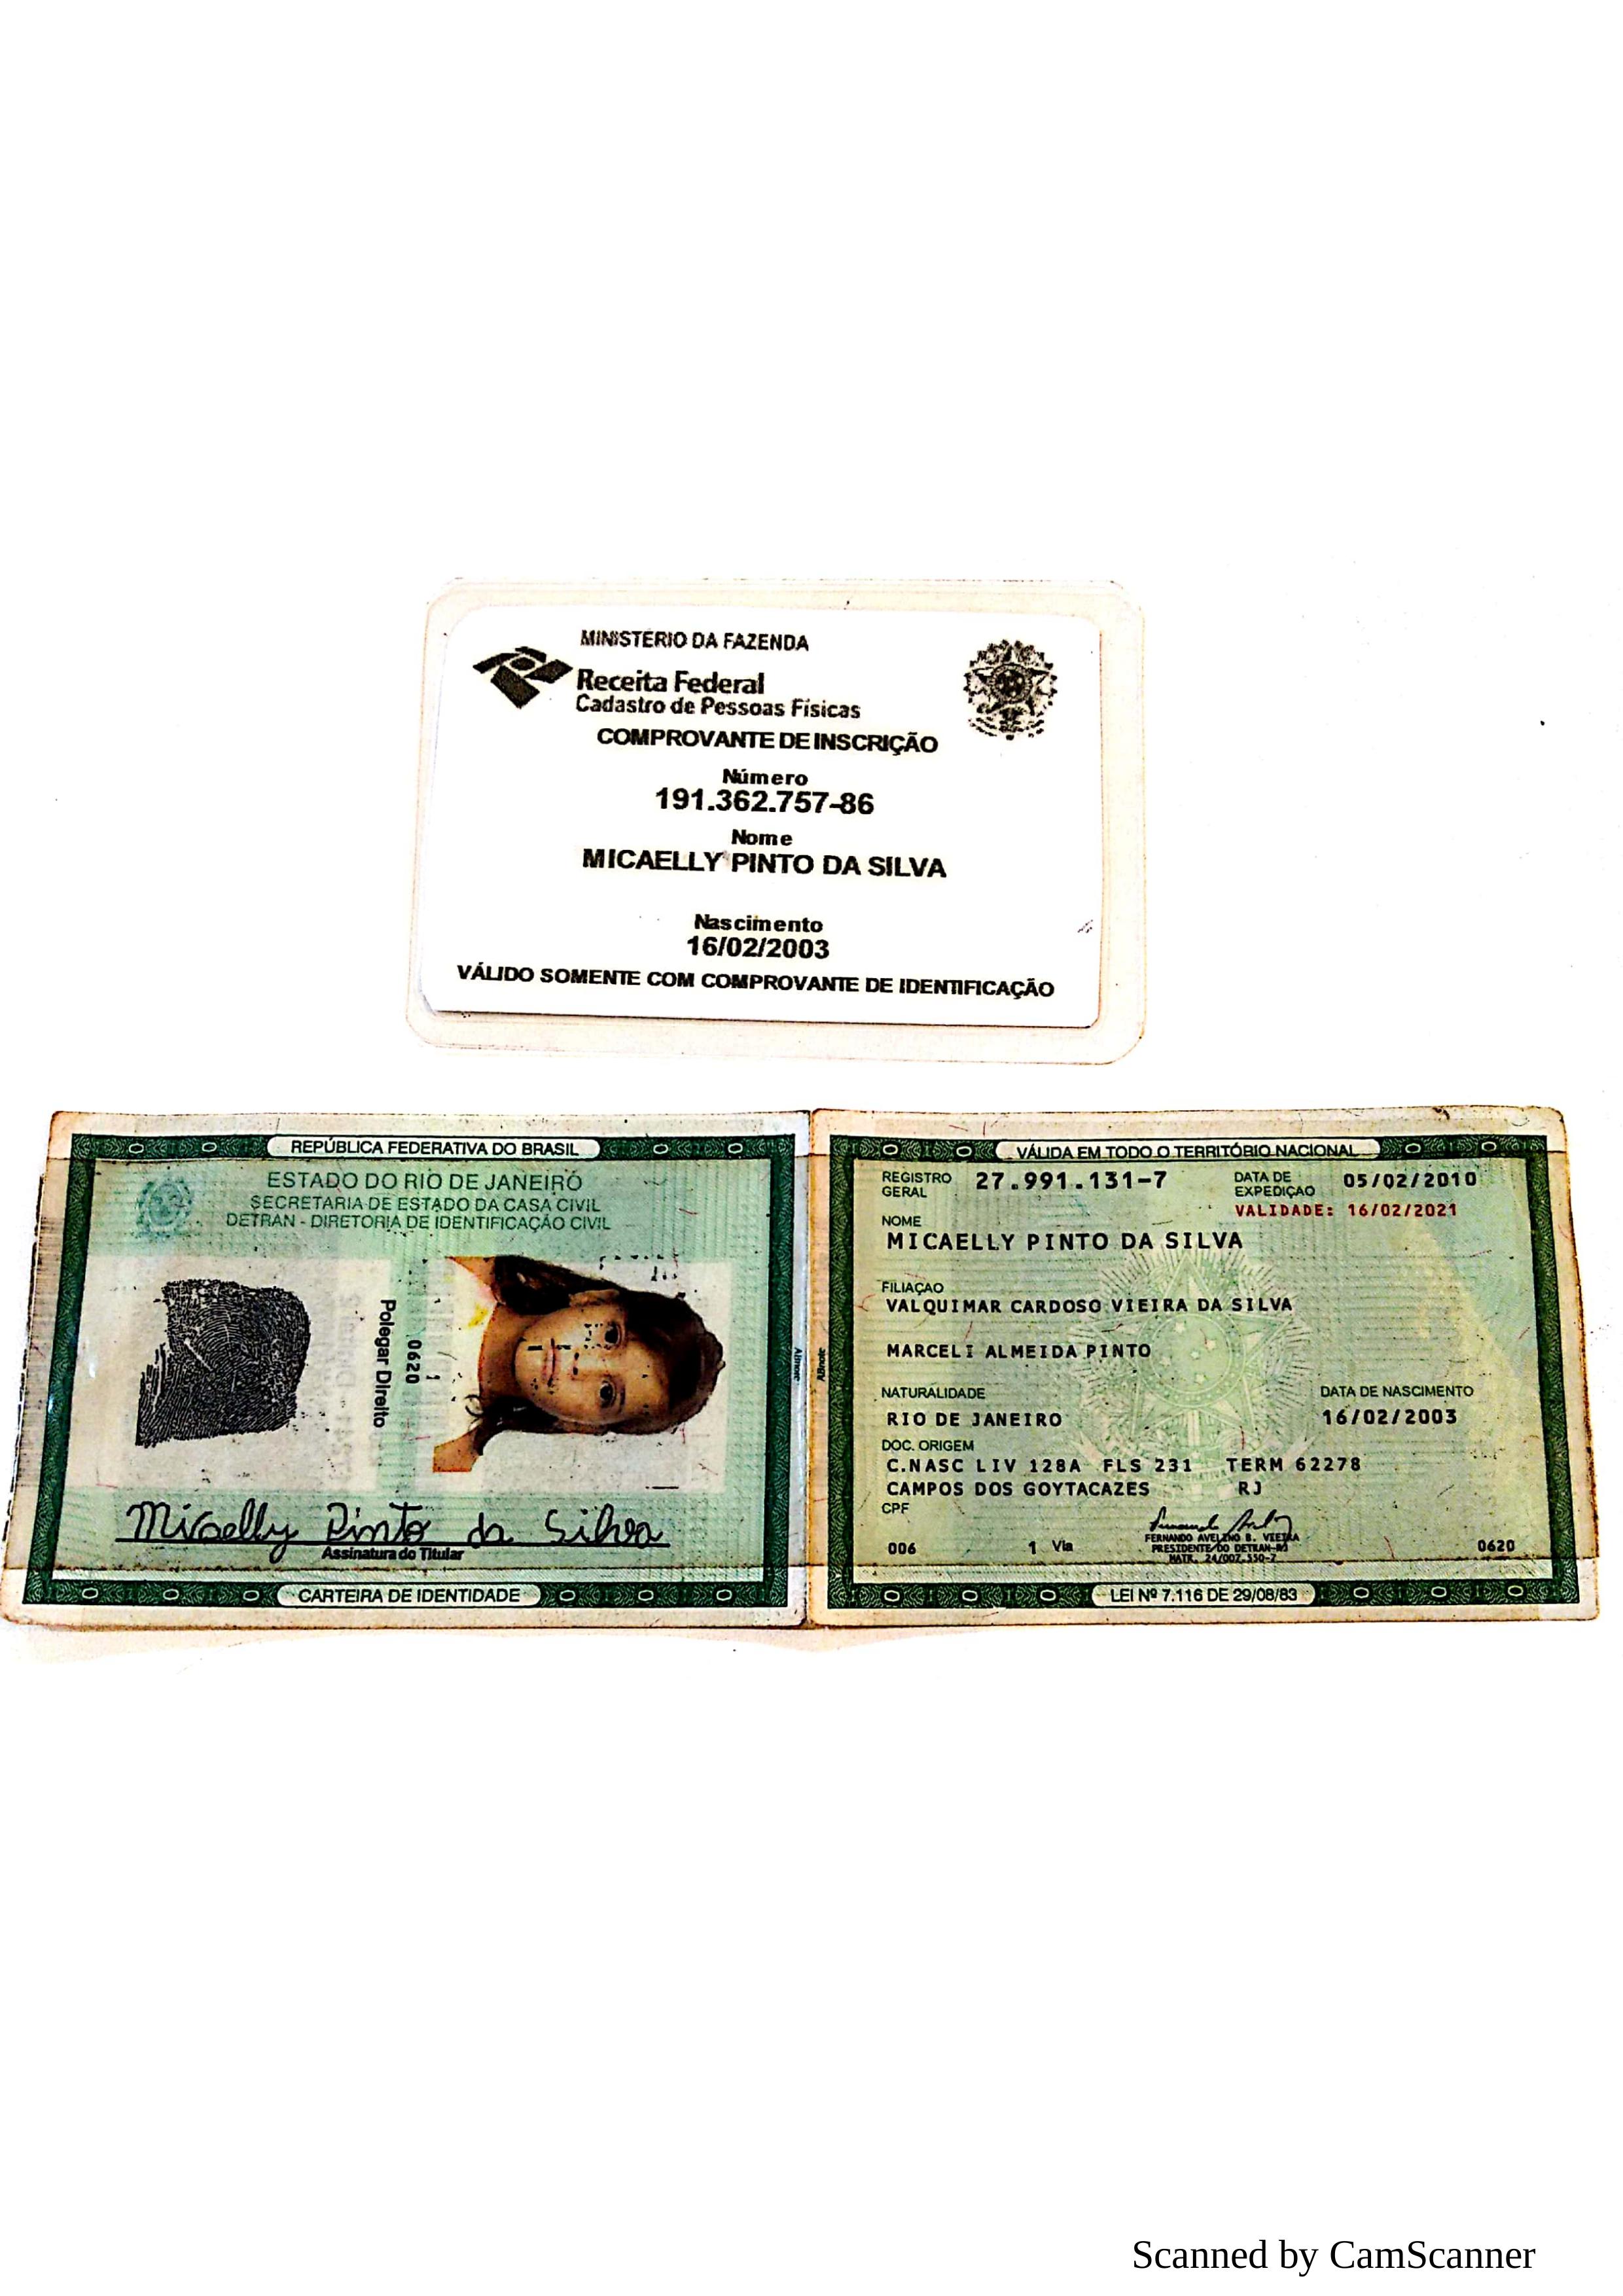 MINISTÉRIO DA FAZENDA
Receita Federal
Cadastro de Pessoas Físicas
COMPROVANTE DE INSCRIÇÃO
Número
191.362.757-86
Nome
MICAELLY PINTO DA SILVA
Nascimento
16/02/2003
VÁLIDO SOMENTE COM COMPROVANTE DE IDENTIFICAÇÃO
REPÚBLICA FEDERATIVA DO BRASIL
ESTADO DO RIO DE JANEIRO
SECRETARIA DE ESTADO DA CASA CIVIL
DETRAN - DIRETORIA DE IDENTIFICAÇÃO CIVIL
Polegar Direito
0620
Micaelly Pinto da Silva
Assinatura do Titular
CARTEIRA DE IDENTIDADE
ABnote
VÁLIDA EM TODO O TERRITÓRIO NACIONAL
REGISTRO GERAL 27.991.131-7 DATA DE EXPEDIÇÃO 05/02/2010
VALIDADE: 16/02/2021
NOME
MICAELLY PINTO DA SILVA
FILIAÇÃO
VALQUIMAR CARDOSO VIEIRA DA SILVA
MARCELI ALMEIDA PINTO
NATURALIDADE DATA DE NASCIMENTO
RIO DE JANEIRO 16/02/2003
DOC. ORIGEM
C.NASC LIV 128A FLS 231 TERM 62278
CAMPOS DOS GOYTACAZES RJ
CPF
FERNANDO AVELINO B. VIEIRA
PRESIDENTE DO DETRAN-RJ
006 1 Via 0620
LEI Nº 7.116 DE 29/08/83
Scanned by CamScanner